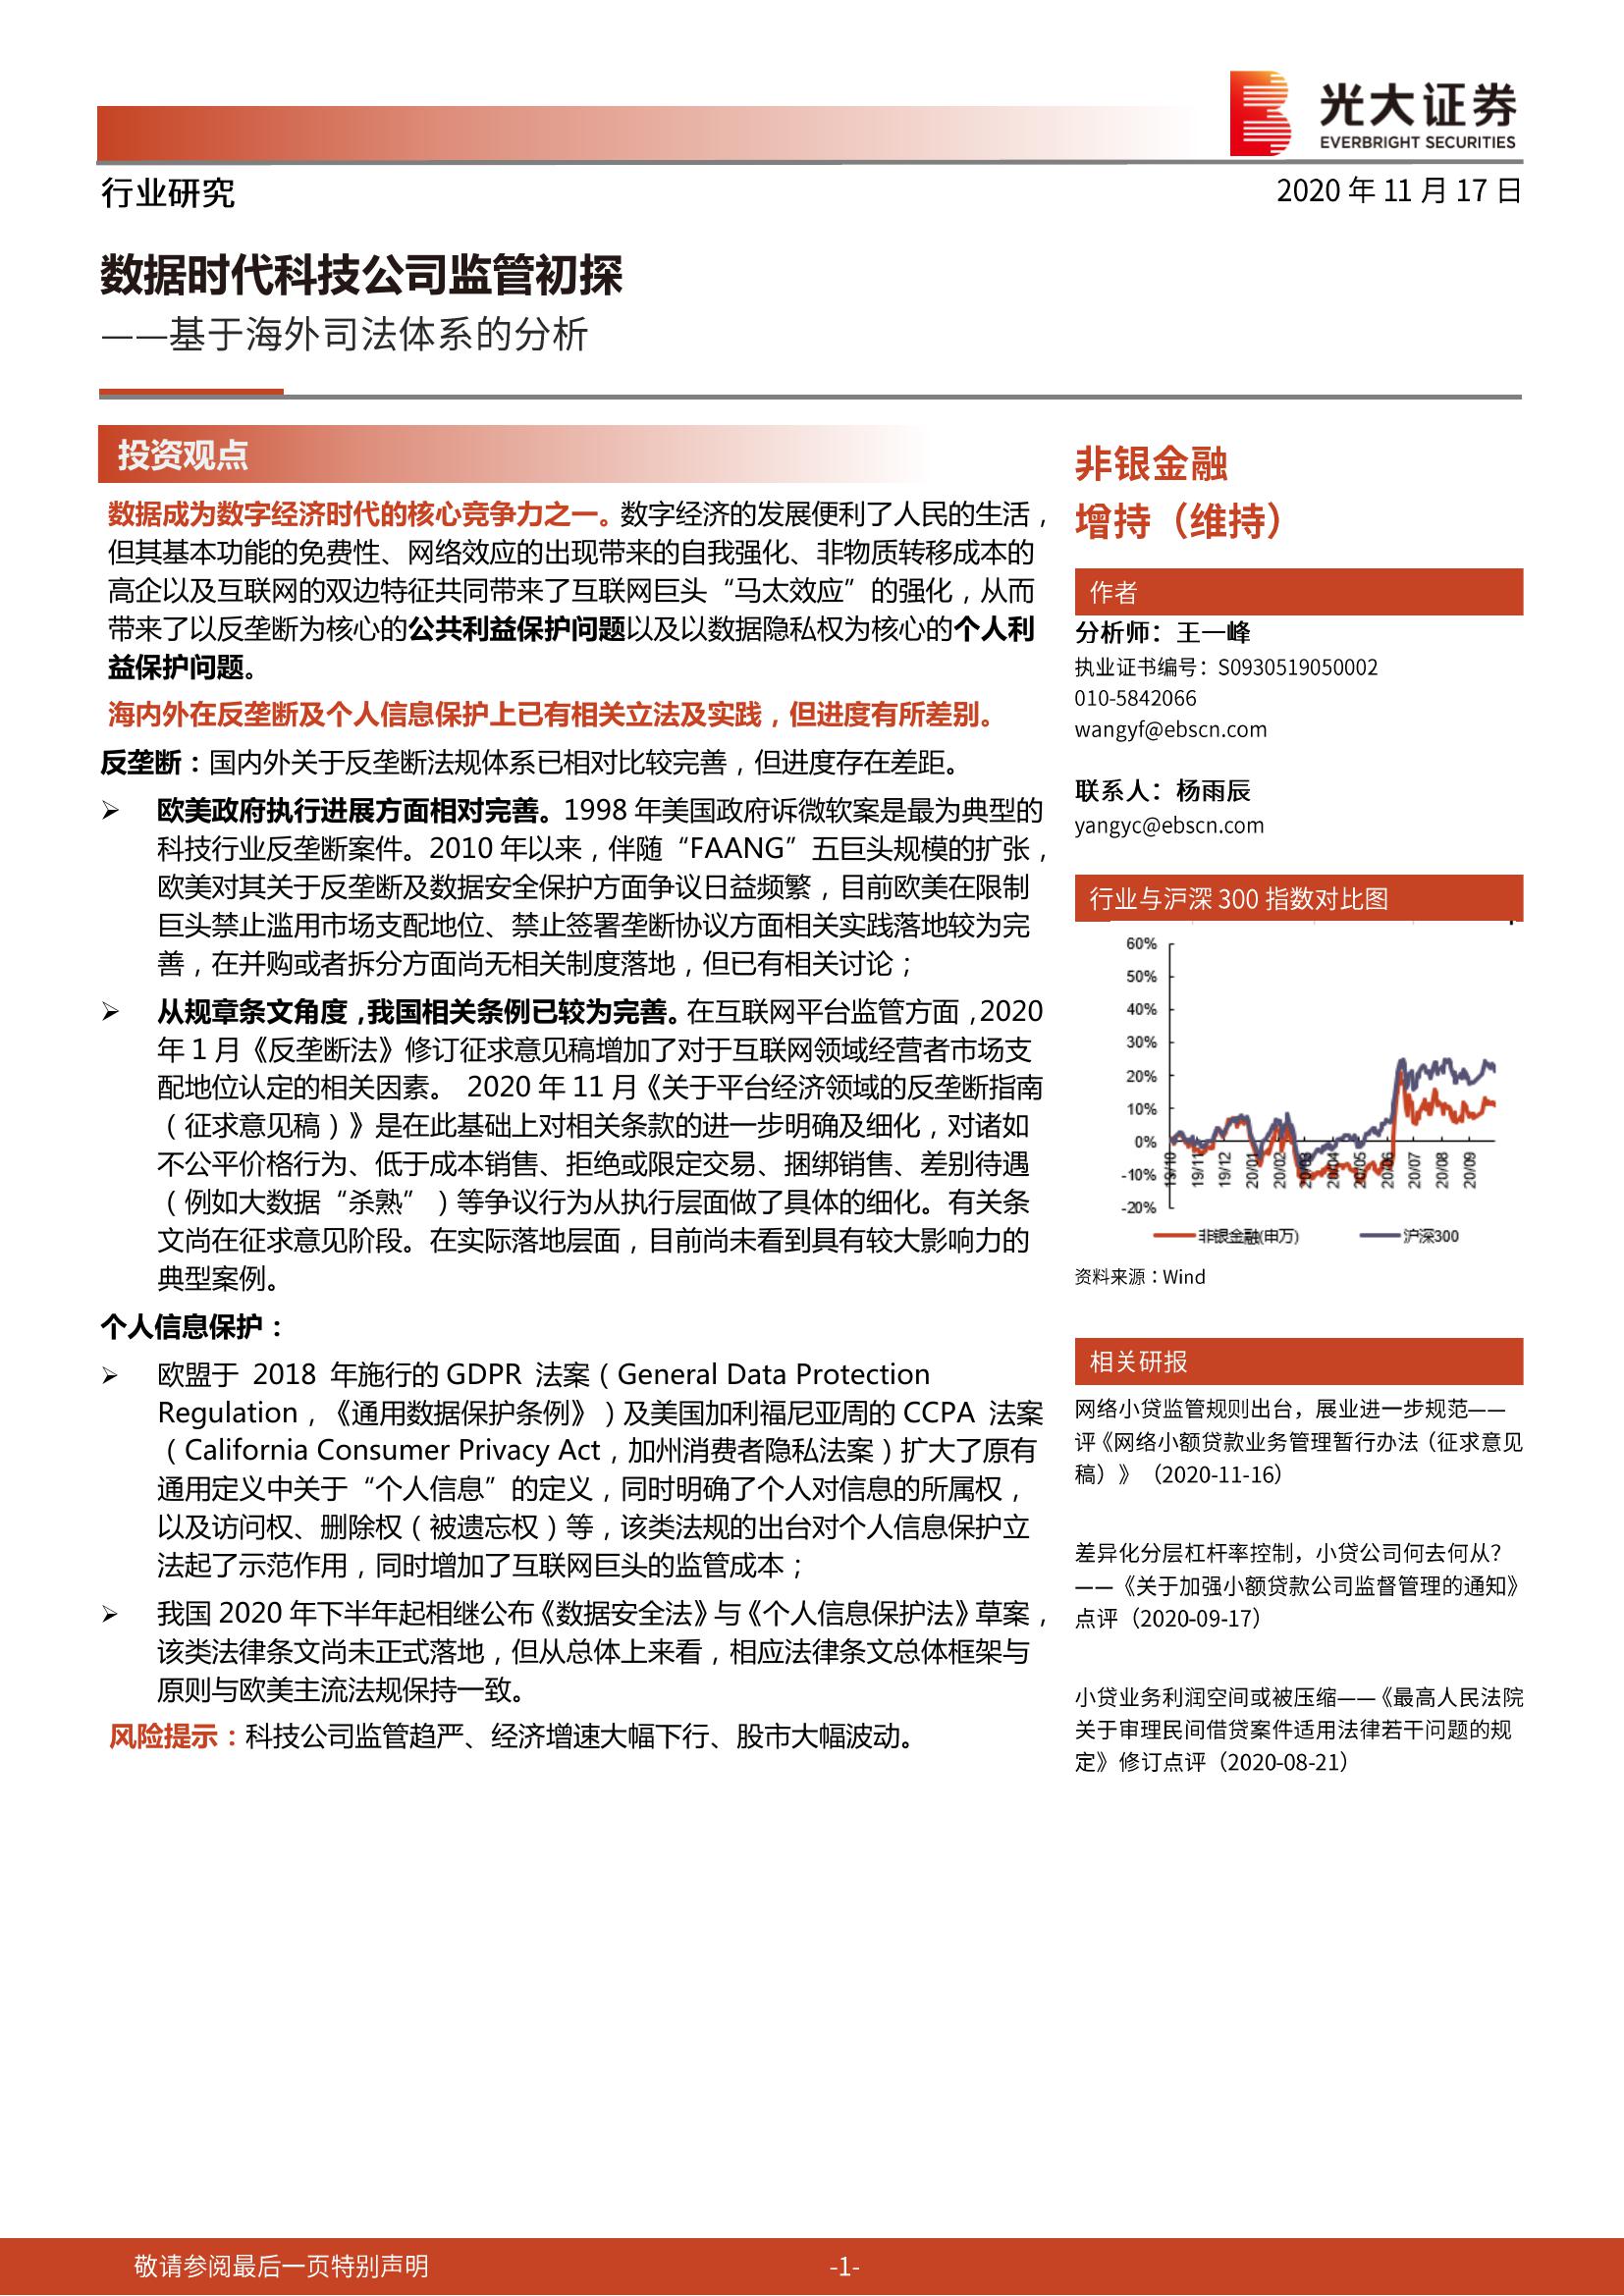 光大证券
EVERBRIGHT SECURITIES
行业研究
2020 年 11 月 17 日
数据时代科技公司监管初探
——基于海外司法体系的分析
投资观点
数据成为数字经济时代的核心竞争力之一。数字经济的发展便利了人民的生活，
但其基本功能的免费性、网络效应的出现带来的自我强化、非物质转移成本的
高企以及互联网的双边特征共同带来了互联网巨头“马太效应”的强化，从而
带来了以反垄断为核心的公共利益保护问题以及以数据隐私权为核心的个人利
益保护问题。
海内外在反垄断及个人信息保护上已有相关立法及实践，但进度有所差别。
反垄断：国内外关于反垄断法规体系已相对比较完善，但进度存在差距。
➢ 欧美政府执行进展方面相对完善。1998 年美国政府诉微软案是最为典型的
科技行业反垄断案件。2010 年以来，伴随“FAANG”五巨头规模的扩张，
欧美对其关于反垄断及数据安全保护方面争议日益频繁，目前欧美在限制
巨头禁止滥用市场支配地位、禁止签署垄断协议方面相关实践落地较为完
善，在并购或者拆分方面尚无相关制度落地，但已有相关讨论；
➢ 从规章条文角度，我国相关条例已较为完善。在互联网平台监管方面，2020
年 1 月《反垄断法》修订征求意见稿增加了对于互联网领域经营者市场支
配地位认定的相关因素。 2020 年 11 月《关于平台经济领域的反垄断指南
（征求意见稿）》是在此基础上对相关条款的进一步明确及细化，对诸如
不公平价格行为、低于成本销售、拒绝或限定交易、捆绑销售、差别待遇
（例如大数据“杀熟”）等争议行为从执行层面做了具体的细化。有关条
文尚在征求意见阶段。在实际落地层面，目前尚未看到具有较大影响力的
典型案例。
个人信息保护：
➢ 欧盟于 2018 年施行的 GDPR 法案（General Data Protection
Regulation，《通用数据保护条例》）及美国加利福尼亚周的 CCPA 法案
（California Consumer Privacy Act，加州消费者隐私法案）扩大了原有
通用定义中关于“个人信息”的定义，同时明确了个人对信息的所属权，
以及访问权、删除权（被遗忘权）等，该类法规的出台对个人信息保护立
法起了示范作用，同时增加了互联网巨头的监管成本；
➢ 我国 2020 年下半年起相继公布《数据安全法》与《个人信息保护法》草案，
该类法律条文尚未正式落地，但从总体上来看，相应法律条文总体框架与
原则与欧美主流法规保持一致。
风险提示：科技公司监管趋严、经济增速大幅下行、股市大幅波动。
非银金融
增持（维持）
作者
分析师：王一峰
执业证书编号：S0930519050002
010-5842066
wangyf@ebscn.com
联系人：杨雨辰
yangyc@ebscn.com
行业与沪深 300 指数对比图
60%
50%
40%
30%
20%
10%
0%
-10%
-20%
19/10 19/11 19/12 20/01 20/02 20/03 20/04 20/05 20/06 20/07 20/08 20/09
非银金融(申万) 沪深300
资料来源：Wind
相关研报
网络小贷监管规则出台，展业进一步规范——
评《网络小额贷款业务管理暂行办法（征求意见
稿）》（2020-11-16）
差异化分层杠杆率控制，小贷公司何去何从？
——《关于加强小额贷款公司监督管理的通知》
点评（2020-09-17）
小贷业务利润空间或被压缩——《最高人民法院
关于审理民间借贷案件适用法律若干问题的规
定》修订点评（2020-08-21）
敬请参阅最后一页特别声明
-1-